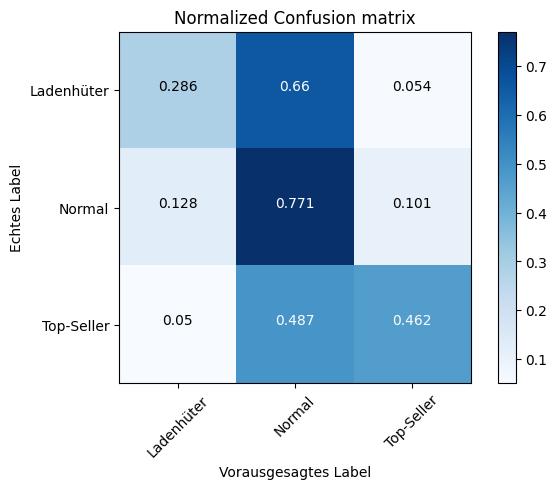 Normalized Confusion matrix
Echtes Label
Ladenhüter 0.286 0.66 0.054
Normal 0.128 0.771 0.101
Top-Seller 0.05 0.487 0.462
Ladenhüter Normal Top-Seller
Vorausgesagtes Label
0.7
0.6
0.5
0.4
0.3
0.2
0.1